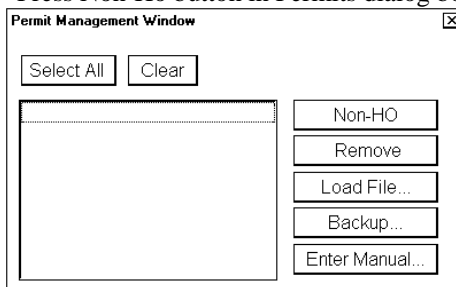 Press Non-Ho button in Permits dialog
Permit Management Window
Select All
Clear
Non-HO
Remove
Load File...
Backup...
Enter Manual...